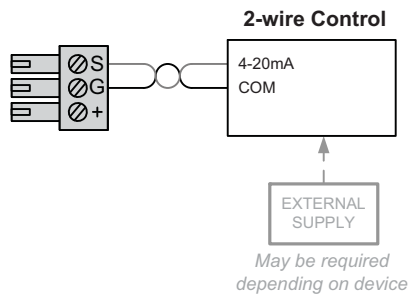 2-wire Control
S
G
+
4-20mA
COM
EXTERNAL
SUPPLY
May be required
depending on device